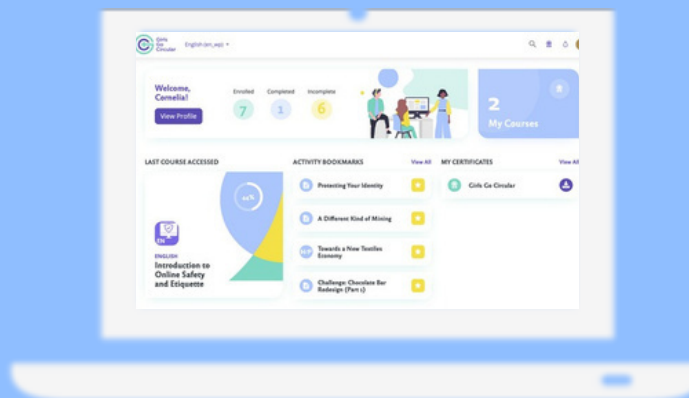 Girls
Go
Circular
English (en_wp)
Welcome,
Cornelia!
View Profile
Enrolled
Completed
Incomplete
7
1
6
2
My Courses
LAST COURSE ACCESSED
EN
ENGLISH
Introduction to
Online Safety
and Etiquette
ACTIVITY BOOKMARKS
View All
Protecting Your Identity
A Different Kind of Mining
Towards a New Textiles
Economy
Challenge: Chocolate Bar
Redesign (Part 1)
MY CERTIFICATES
View All
Girls Go Circular